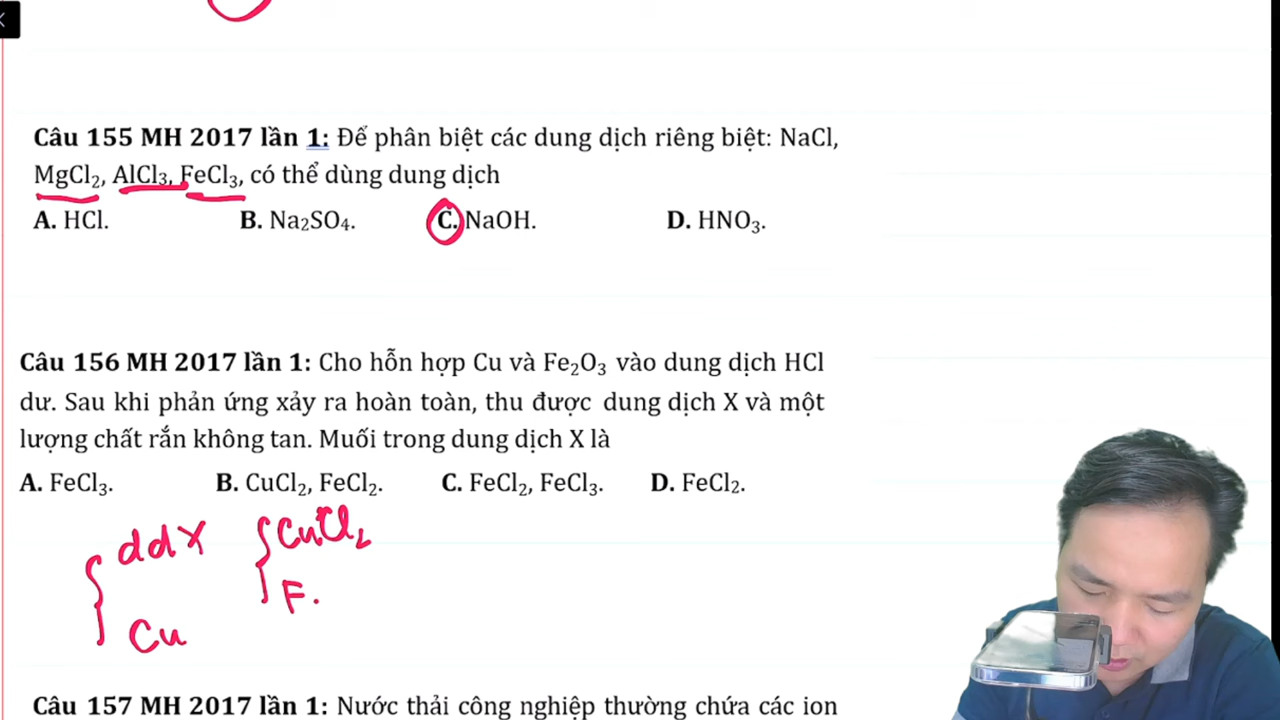 Câu 155 MH 2017 lần 1: Để phân biệt các dung dịch riêng biệt: NaCl,
MgCl₂, AlCl₃, FeCl₃, có thể dùng dung dịch
A. HCl. B. Na₂SO₄. C. NaOH. D. HNO₃.
Câu 156 MH 2017 lần 1: Cho hỗn hợp Cu và Fe₂O₃ vào dung dịch HCl
dư. Sau khi phản ứng xảy ra hoàn toàn, thu được dung dịch X và một
lượng chất rắn không tan. Muối trong dung dịch X là
A. FeCl₃. B. CuCl₂, FeCl₂. C. FeCl₂, FeCl₃. D. FeCl₂.
ddX CuCl₂
F.
Cu
Câu 157 MH 2017 lần 1: Nước thải công nghiệp thường chứa các ion